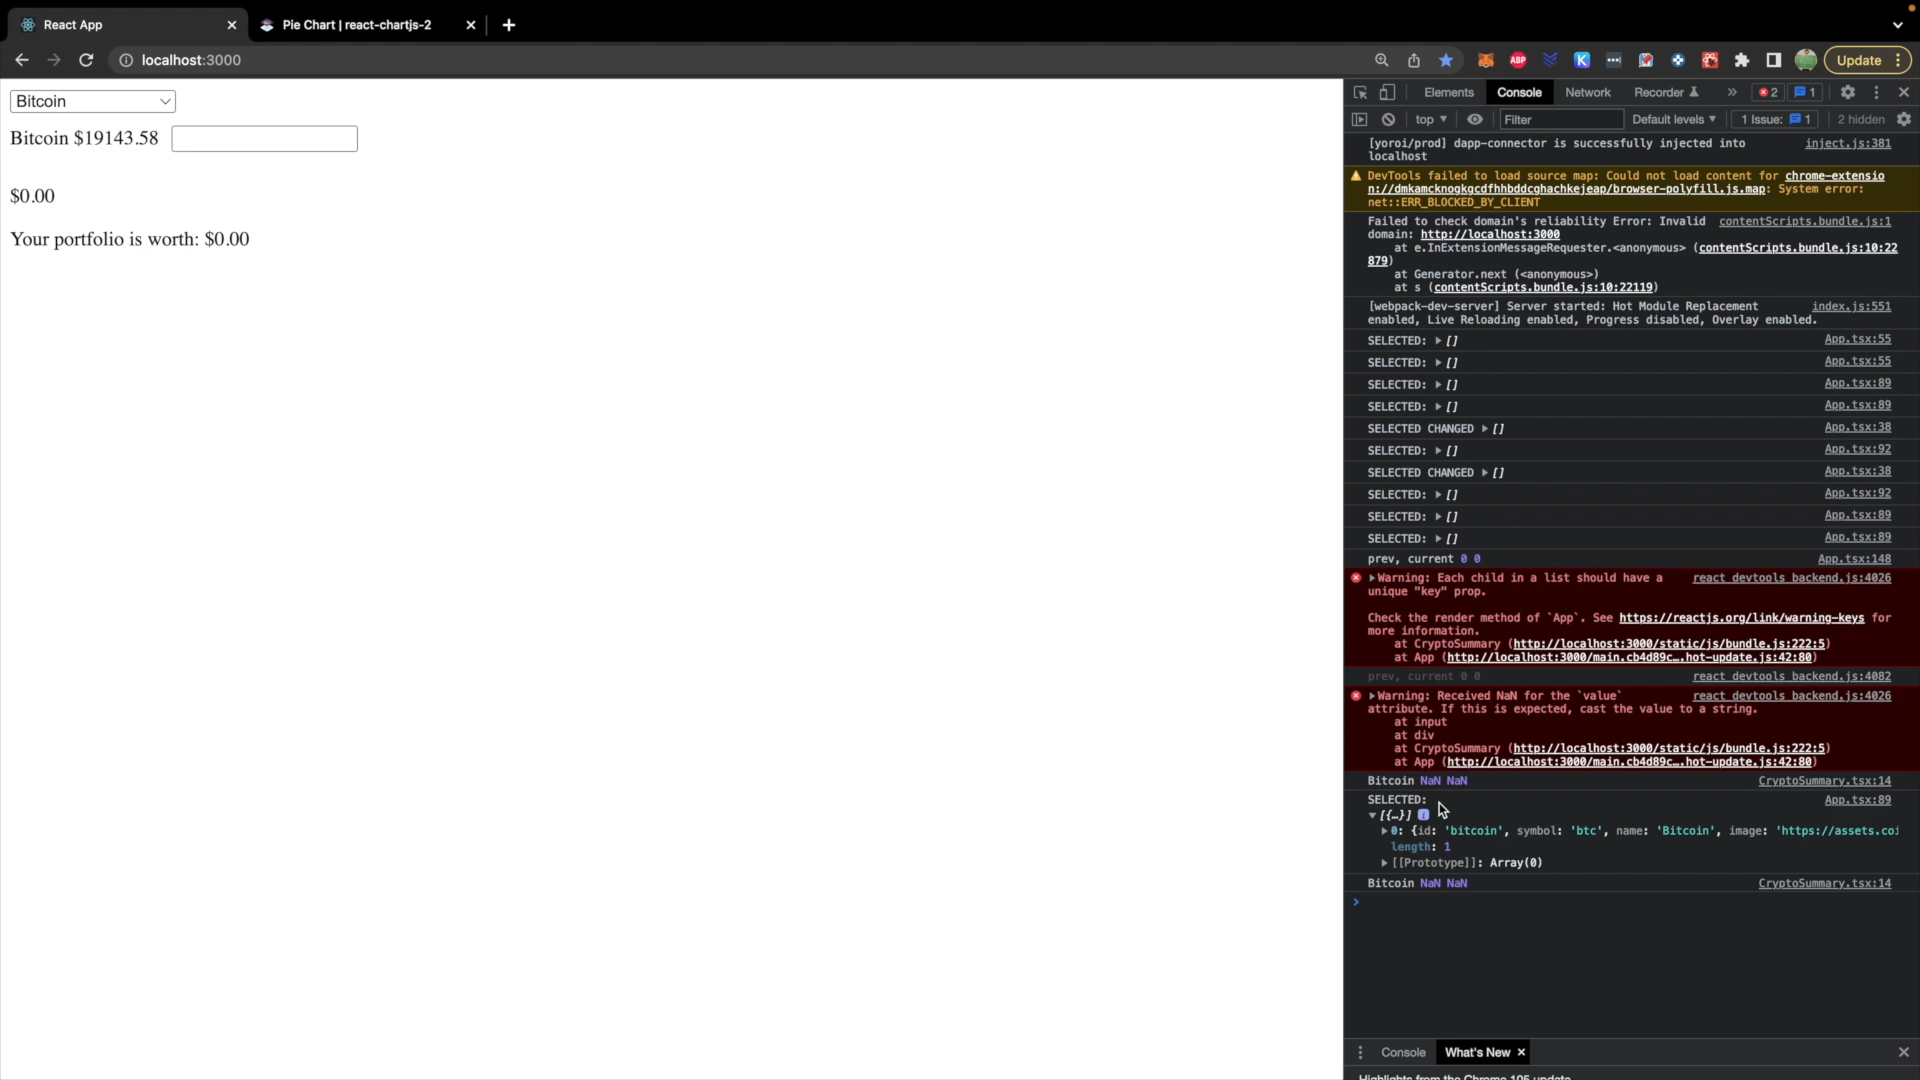 React App
Pie Chart | react-chartjs-2
localhost:3000
ABP
K
Update
Bitcoin
Bitcoin $19143.58
$0.00
Your portfolio is worth: $0.00
Elements
Console
Network
Recorder
2
1
top
Filter
Default levels
1 Issue:
1
2 hidden
[yoroi/prod] dapp-connector is successfully injected into inject.js:381
localhost
DevTools failed to load source map: Could not load content for chrome-extensio
n://dmkamcknogkgcdfhhbddcghachkejeap/browser-polyfill.js.map: System error:
net::ERR_BLOCKED_BY_CLIENT
Failed to check domain's reliability Error: Invalid contentScripts.bundle.js:1
domain: http://localhost:3000
at e.InExtensionMessageRequester.<anonymous> (contentScripts.bundle.js:10:22
879)
at Generator.next (<anonymous>)
at s (contentScripts.bundle.js:10:22119)
[webpack-dev-server] Server started: Hot Module Replacement index.js:551
enabled, Live Reloading enabled, Progress disabled, Overlay enabled.
SELECTED: ▶ [] App.tsx:55
SELECTED: ▶ [] App.tsx:55
SELECTED: ▶ [] App.tsx:89
SELECTED: ▶ [] App.tsx:89
SELECTED CHANGED ▶ [] App.tsx:38
SELECTED: ▶ [] App.tsx:92
SELECTED CHANGED ▶ [] App.tsx:38
SELECTED: ▶ [] App.tsx:92
SELECTED: ▶ [] App.tsx:89
SELECTED: ▶ [] App.tsx:89
prev, current 0 0 App.tsx:148
▶Warning: Each child in a list should have a react_devtools_backend.js:4026
unique "key" prop.
Check the render method of `App`. See https://reactjs.org/link/warning-keys for
more information.
at CryptoSummary (http://localhost:3000/static/js/bundle.js:222:5)
at App (http://localhost:3000/main.cb4d89c….hot-update.js:42:80)
prev, current 0 0 react_devtools_backend.js:4082
▶Warning: Received NaN for the `value` react_devtools_backend.js:4026
attribute. If this is expected, cast the value to a string.
at input
at div
at CryptoSummary (http://localhost:3000/static/js/bundle.js:222:5)
at App (http://localhost:3000/main.cb4d89c….hot-update.js:42:80)
Bitcoin NaN NaN CryptoSummary.tsx:14
SELECTED: App.tsx:89
▼ [{…}] i
▶ 0: {id: 'bitcoin', symbol: 'btc', name: 'Bitcoin', image: 'https://assets.coi
length: 1
▶ [[Prototype]]: Array(0)
Bitcoin NaN NaN CryptoSummary.tsx:14
Console
What's New
Highlights from the Chrome 105 update